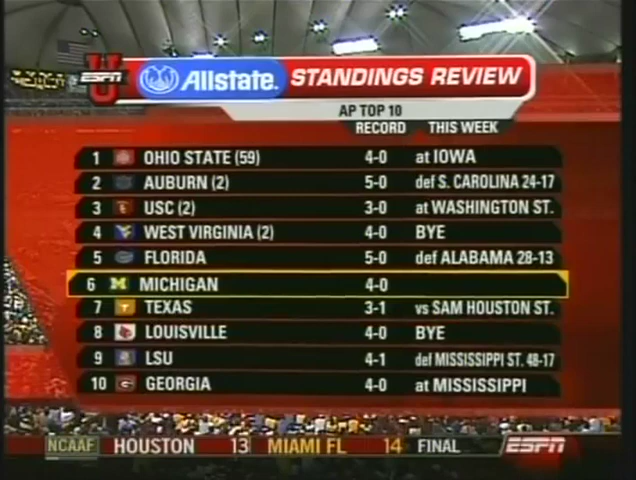 ESPN U Allstate. STANDINGS REVIEW
AP TOP 10
RECORD THIS WEEK
1 OHIO STATE (59) 4-0 at IOWA
2 AUBURN (2) 5-0 def S. CAROLINA 24-17
3 USC (2) 3-0 at WASHINGTON ST.
4 WEST VIRGINIA (2) 4-0 BYE
5 FLORIDA 5-0 def ALABAMA 28-13
6 M MICHIGAN 4-0
7 T TEXAS 3-1 vs SAM HOUSTON ST.
8 LOUISVILLE 4-0 BYE
9 LSU 4-1 def MISSISSIPPI ST. 48-17
10 G GEORGIA 4-0 at MISSISSIPPI
NCAAF HOUSTON 13 MIAMI FL 14 FINAL ESPN